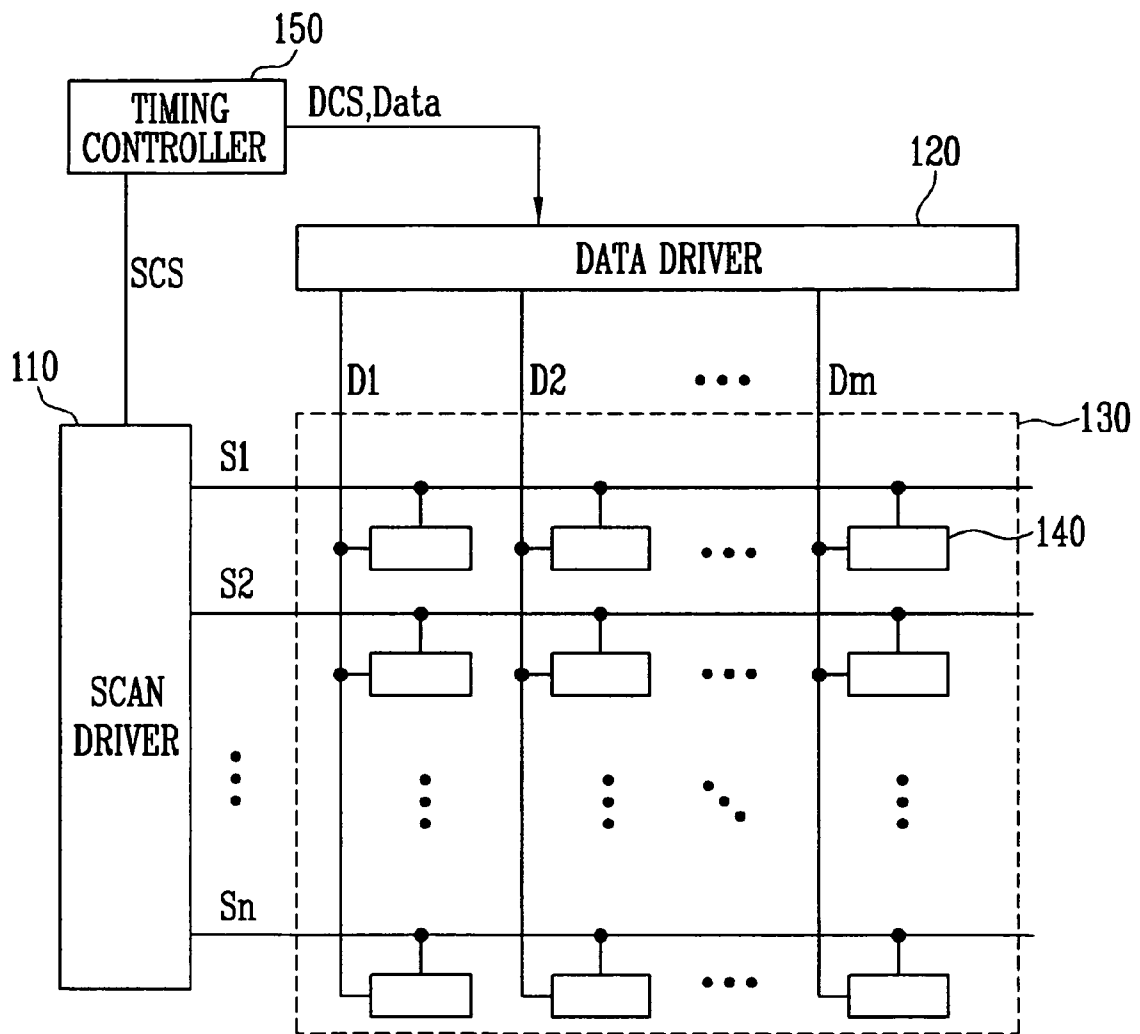 150
TIMING
CONTROLLER
DCS,Data
120
DATA DRIVER
SCS
110
D1
D2
Dm
130
S1
140
S2
SCAN
DRIVER
Sn